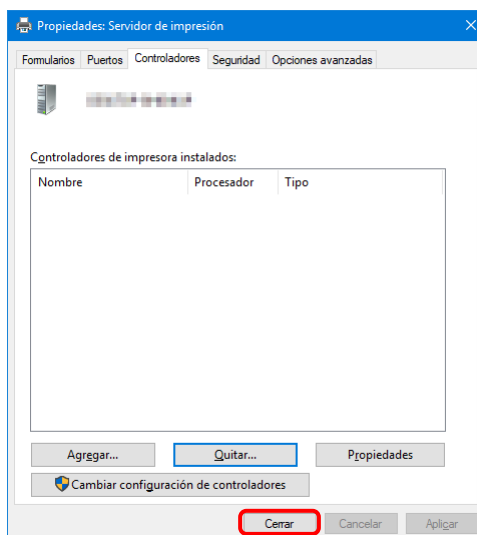 Propiedades: Servidor de impresión
Formularios Puertos Controladores Seguridad Opciones avanzadas
Controladores de impresora instalados:
Nombre Procesador Tipo
Agregar... Quitar... Propiedades
Cambiar configuración de controladores
Cerrar Cancelar Aplicar